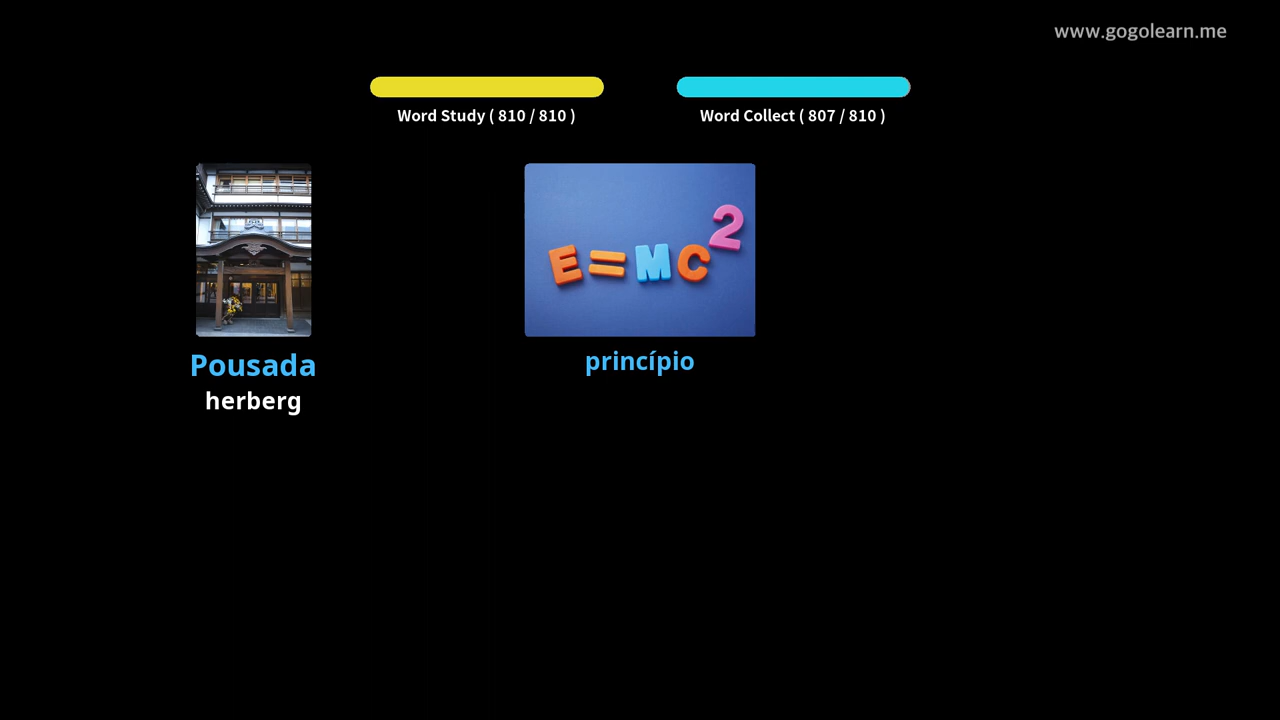 www.gogolearn.me
Word Study ( 810 / 810 )
Word Collect ( 807 / 810 )
E=MC²
Pousada
herberg
princípio